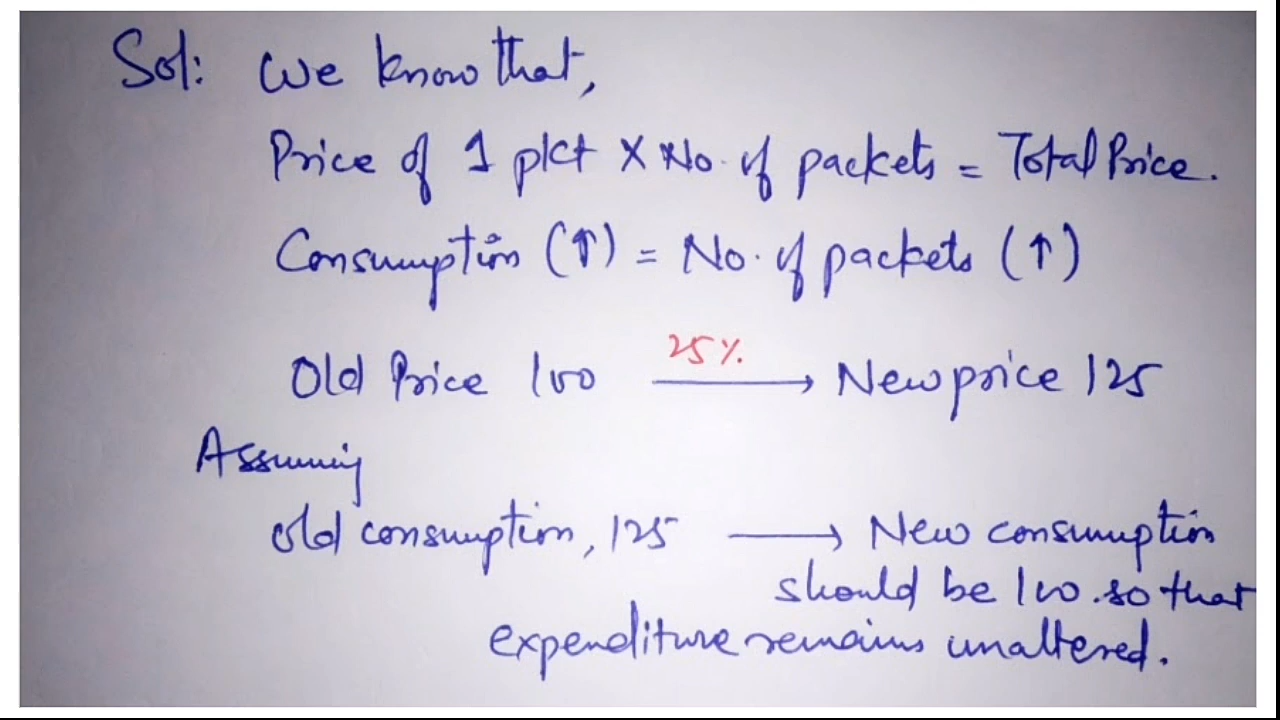 Sol: We know that,
Price of 1 pkt X No. of packets = Total Price.
Consumption (↑) = No. of packets (↑)
25%.
Old Price 100 → New price 125
Assuming
old consumption, 125 → New consumption
should be 100. so that
expenditure remains unaltered.